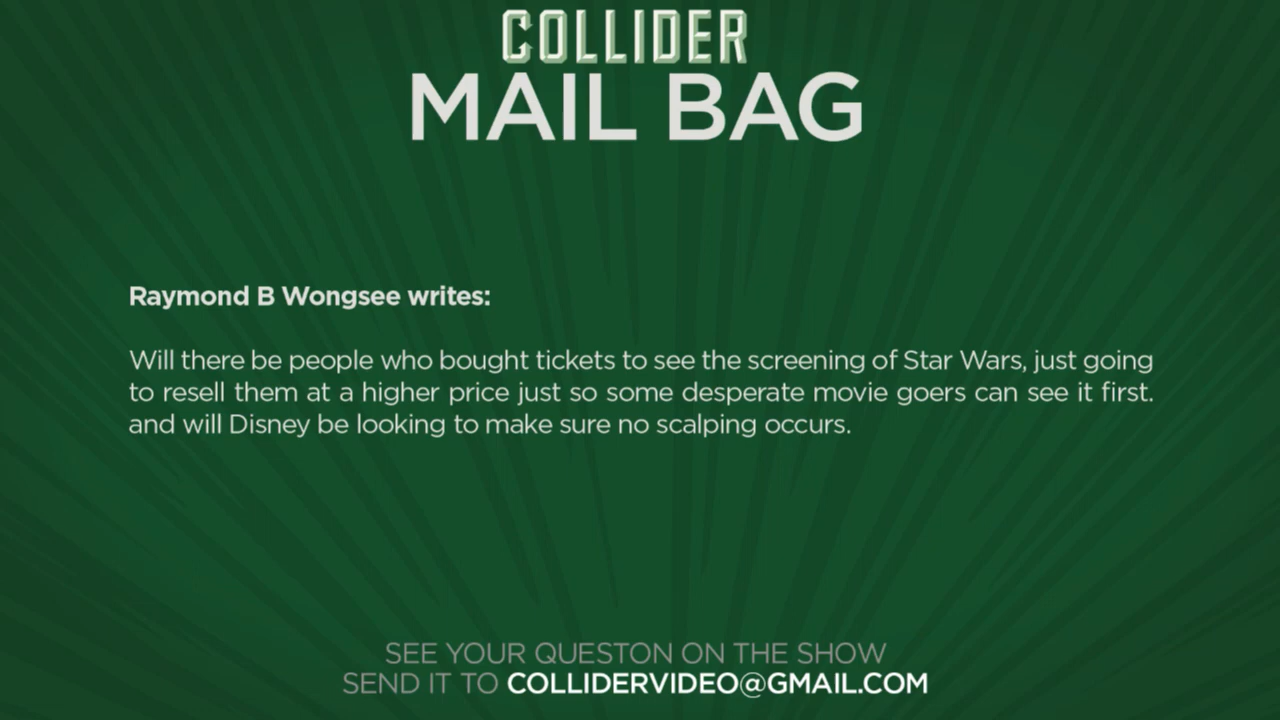 COLLIDER
MAIL BAG
Raymond B Wongsee writes:
Will there be people who bought tickets to see the screening of Star Wars, just going
to resell them at a higher price just so some desperate movie goers can see it first.
and will Disney be looking to make sure no scalping occurs.
SEE YOUR QUESTON ON THE SHOW
SEND IT TO COLLIDERVIDEO@GMAIL.COM